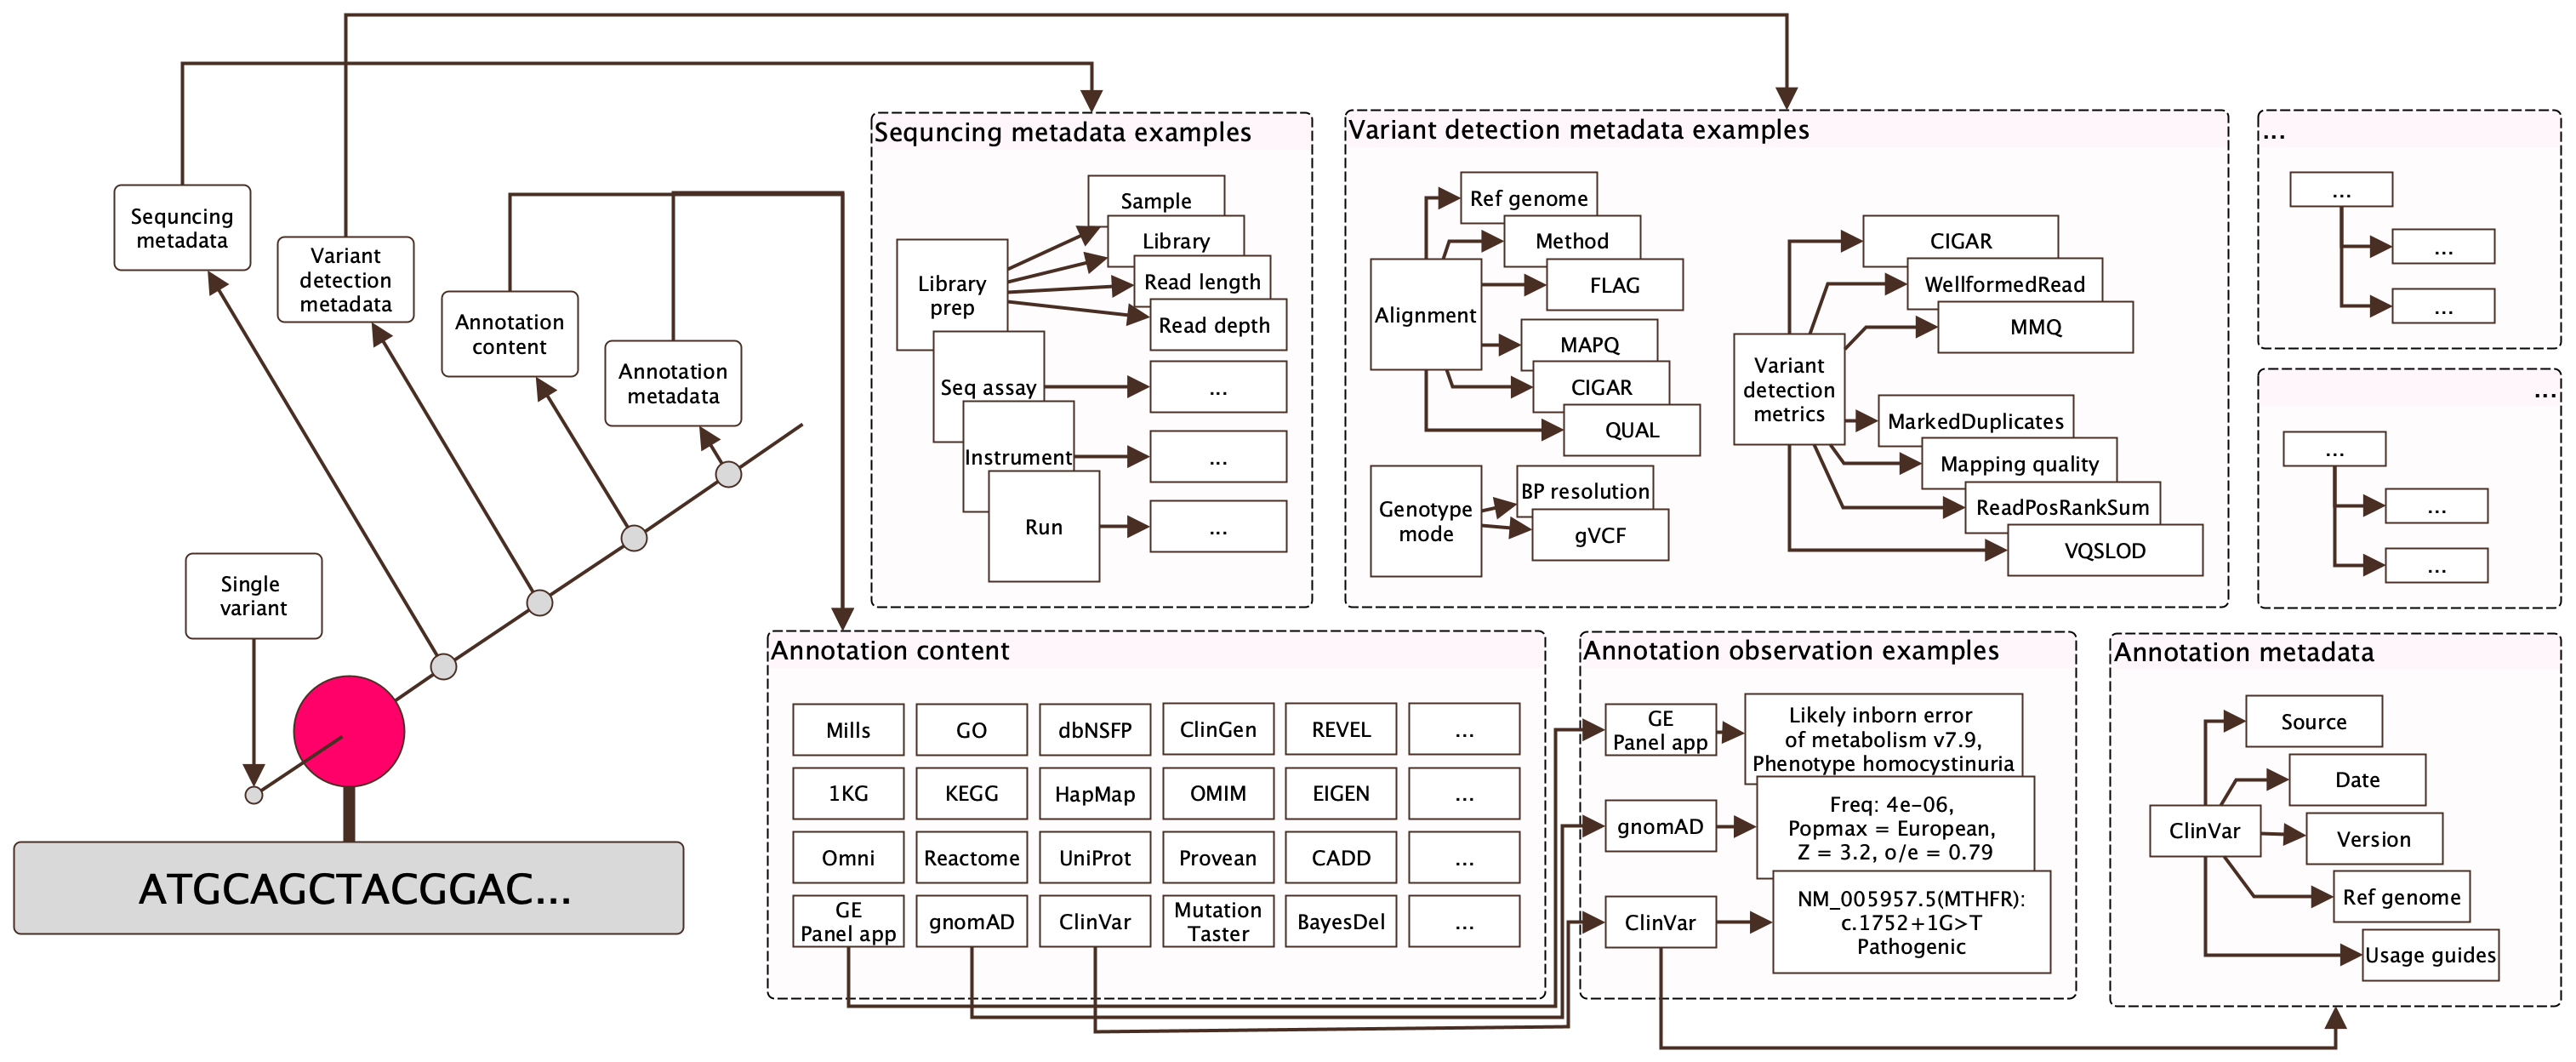 Sequncing
metadata
Variant
detection
metadata
Annotation
content
Annotation
metadata
Single
variant
ATGCAGCTACGGAC...
Sequncing metadata examples
Library
prep
Sample
Library
Read length
Read depth
Seq assay
...
Instrument
...
Run
...
Variant detection metadata examples
Alignment
Ref genome
Method
FLAG
MAPQ
CIGAR
QUAL
Genotype
mode
BP resolution
gVCF
Variant
detection
metrics
CIGAR
WellformedRead
MMQ
MarkedDuplicates
Mapping quality
ReadPosRankSum
VQSLOD
...
...
...
...
...
...
...
...
Annotation content
Mills
GO
dbNSFP
ClinGen
REVEL
...
1KG
KEGG
HapMap
OMIM
EIGEN
...
Omni
Reactome
UniProt
Provean
CADD
...
GE
Panel app
gnomAD
ClinVar
Mutation
Taster
BayesDel
...
Annotation observation examples
GE
Panel app
Likely inborn error
of metabolism v7.9,
Phenotype homocystinuria
gnomAD
Freq: 4e-06,
Popmax = European,
Z = 3.2, o/e = 0.79
ClinVar
NM_005957.5(MTHFR):
c.1752+1G>T
Pathogenic
Annotation metadata
ClinVar
Source
Date
Version
Ref genome
Usage guides